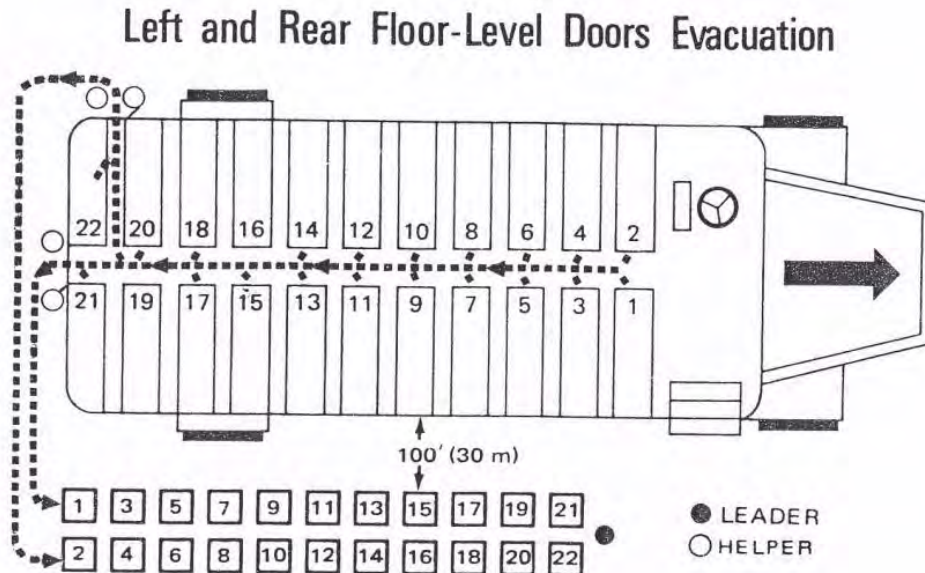 Left and Rear Floor-Level Doors Evacuation
22 20 18 16 14 12 10 8 6 4 2
21 19 17 15 13 11 9 7 5 3 1
100' (30 m)
1 3 5 7 9 11 13 15 17 19 21
LEADER
2 4 6 8 10 12 14 16 18 20 22
HELPER